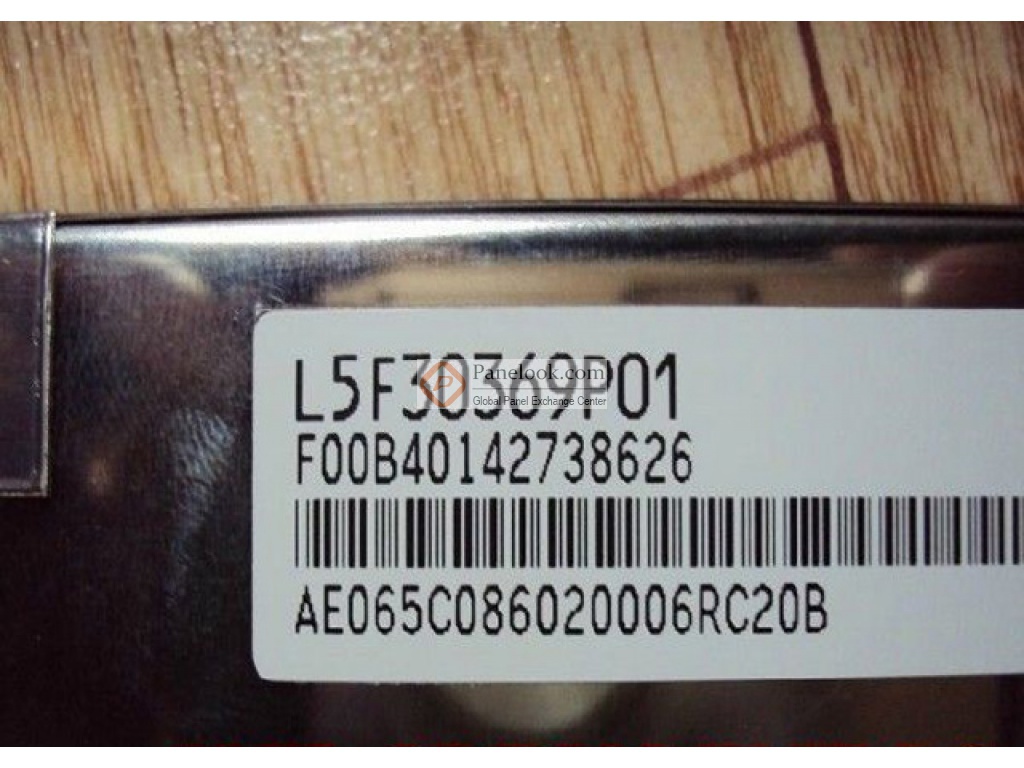 L5F30369P01
Panelook.com
Global Panel Exchange Center
F00B40142738626
AE065C086020006RC20B